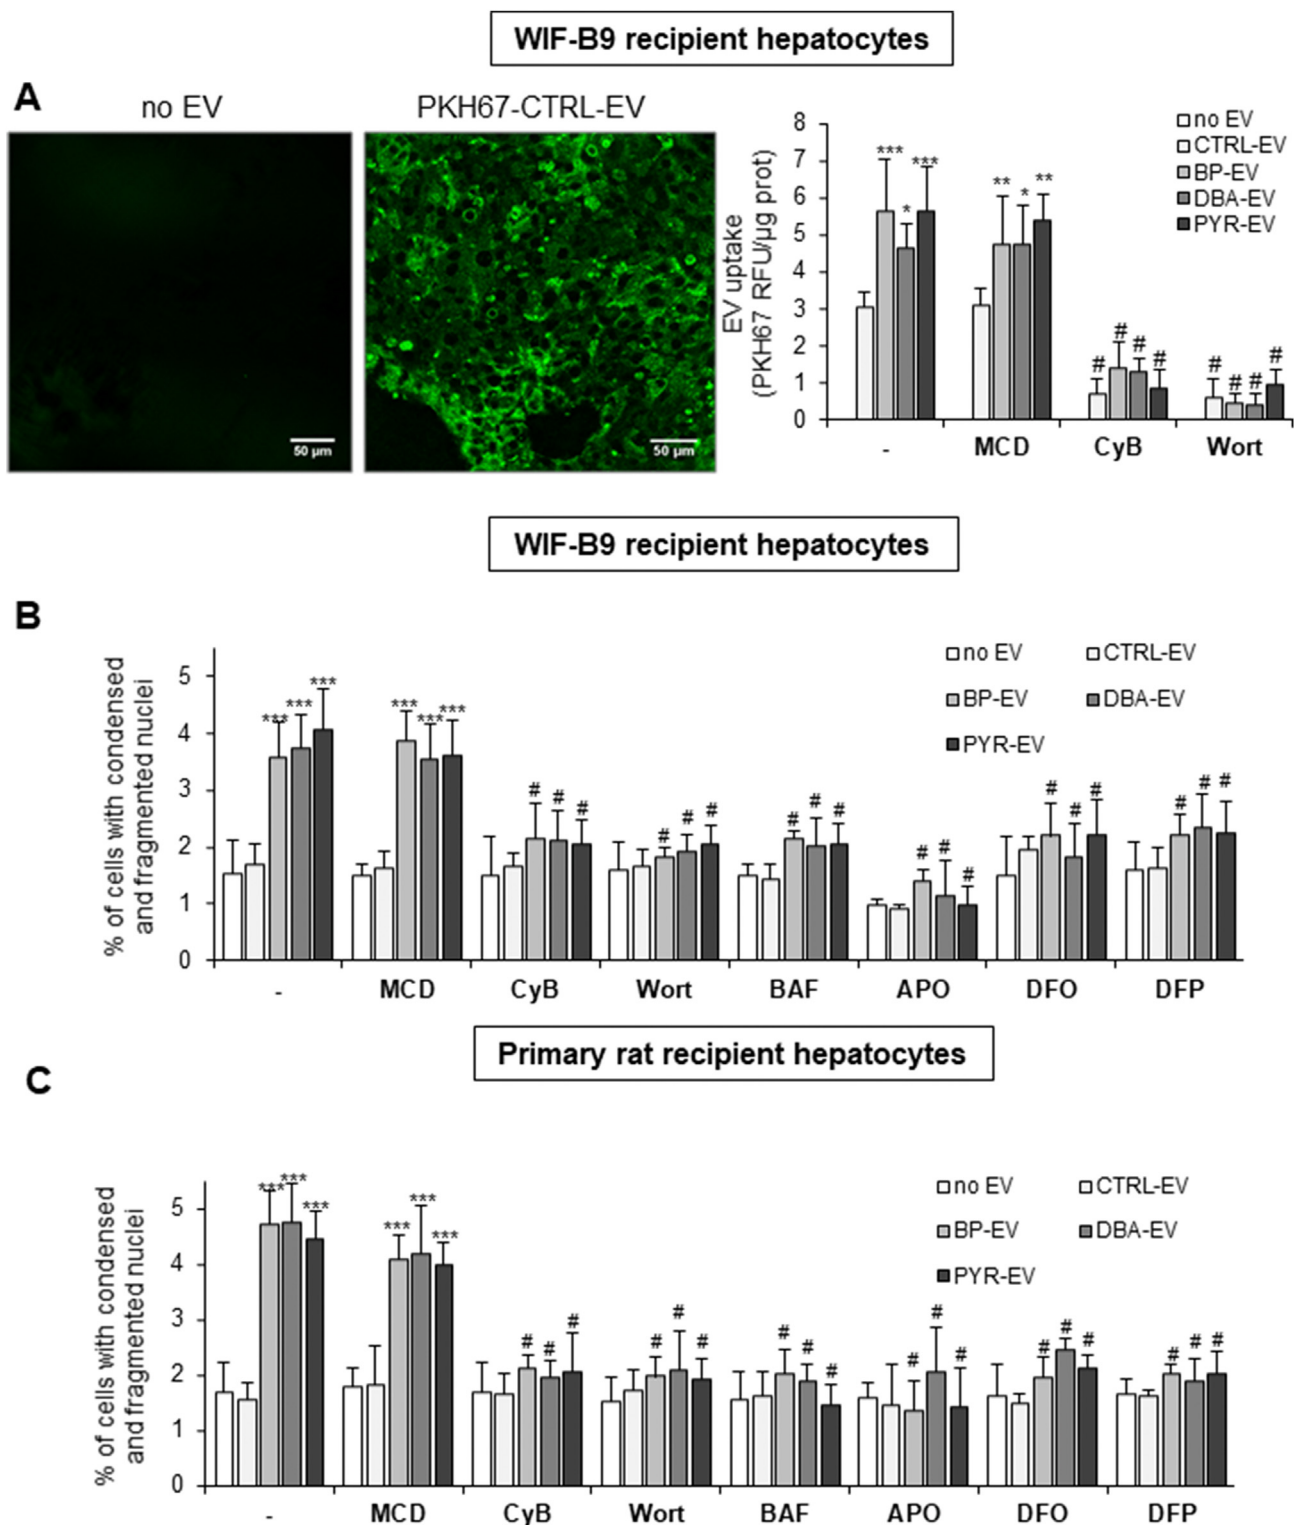 WIF-B9 recipient hepatocytes
A
no EV
PKH67-CTRL-EV
50 µm
50 µm
EV uptake
(PKH67 RFU/µg prot)
8
7
6
5
4
3
2
1
0
*** * ***
** * **
# # # #
# # # #
- MCD CyB Wort
no EV
CTRL-EV
BP-EV
DBA-EV
PYR-EV
WIF-B9 recipient hepatocytes
B
% of cells with condensed
and fragmented nuclei
5
4
3
2
1
0
*** *** ***
*** *** ***
# # #
# # #
# # #
# # #
# # #
# # #
- MCD CyB Wort BAF APO DFO DFP
no EV CTRL-EV
BP-EV DBA-EV
PYR-EV
Primary rat recipient hepatocytes
C
% of cells with condensed
and fragmented nuclei
5
4
3
2
1
0
*** *** ***
*** *** ***
# # #
# # #
# # #
# # #
# # #
# # #
- MCD CyB Wort BAF APO DFO DFP
no EV CTRL-EV
BP-EV DBA-EV
PYR-EV